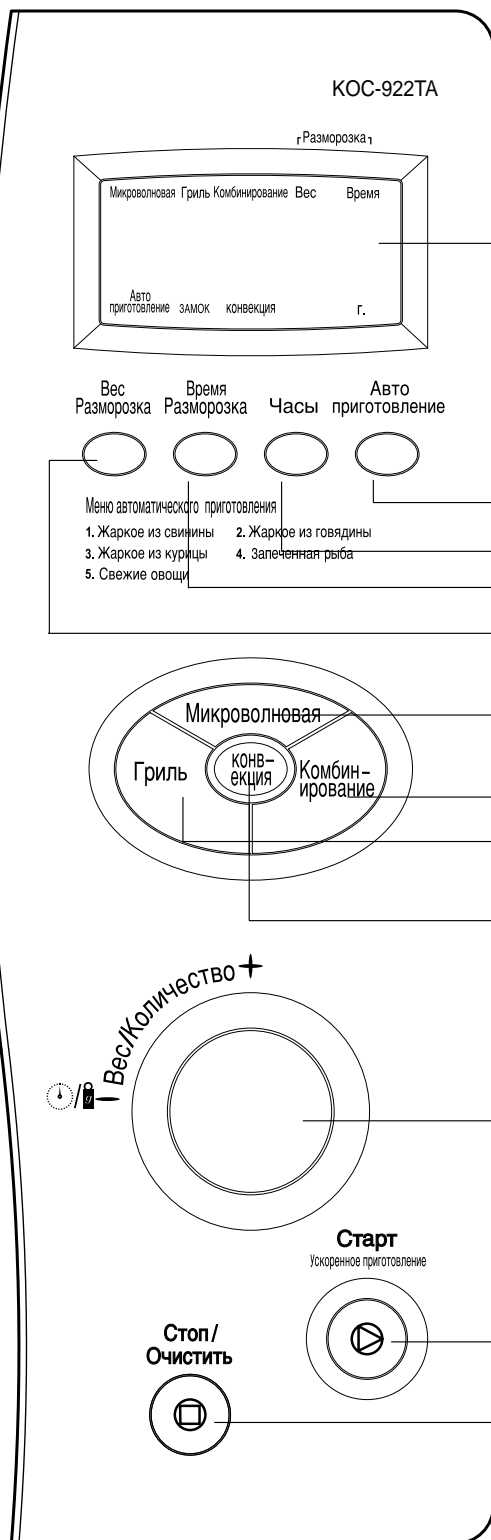 КОС-922ТА
Разморозка
Микроволновая Гриль Комбинирование Вес Время
Авто
приготовление ЗАМОК конвекция г.
Вес
Разморозка
Время
Разморозка
Часы
Авто
приготовление
Меню автоматического приготовления
1. Жаркое из свинины 2. Жаркое из говядины
3. Жаркое из курицы 4. Запеченная рыба
5. Свежие овощи
Микроволновая
Гриль
КОНВ-
ЕКЦИЯ
Комбин-
ирование
Вес/Количество
g
Старт
Ускоренное приготовление
Стоп/
Очистить